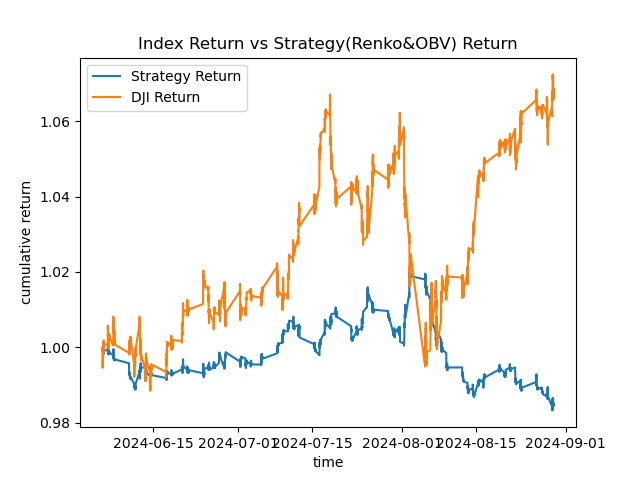 Index Return vs Strategy(Renko&OBV) Return
Strategy Return
DJI Return
cumulative return
1.06
1.04
1.02
1.00
0.98
2024-06-15 2024-07-01 2024-07-15 2024-08-01 2024-08-15 2024-09-01
time